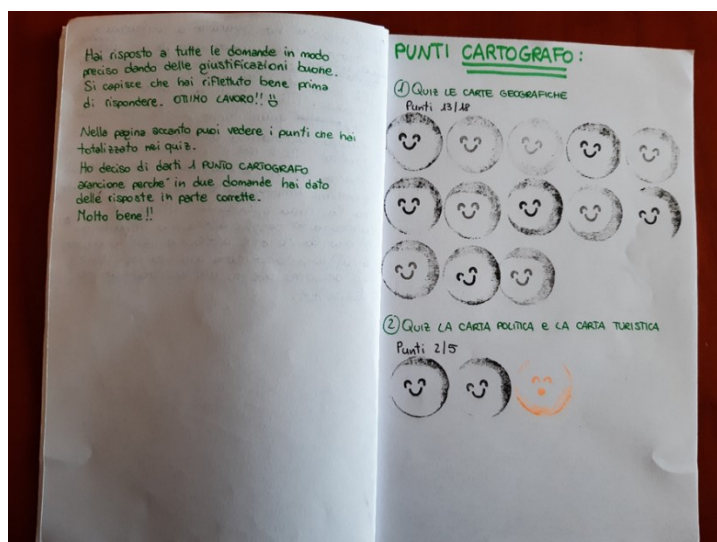 Hai risposto a tutte le domande in modo
preciso dando delle giustificazioni buone.
Si capisce che hai riflettuto bene prima
di rispondere. OTTIMO LAVORO!!
Nella pagina accanto puoi vedere i punti che hai
totalizzato nei quiz.
Ho deciso di darti 1 PUNTO CARTOGRAFO
arancione perche' in due domande hai dato
delle risposte in parte corrette.
Molto bene!!
PUNTI CARTOGRAFO:
1 QUIZ LE CARTE GEOGRAFICHE
Punti 13/18
2 QUIZ LA CARTA POLITICA E LA CARTA TURISTICA
Punti 2/5